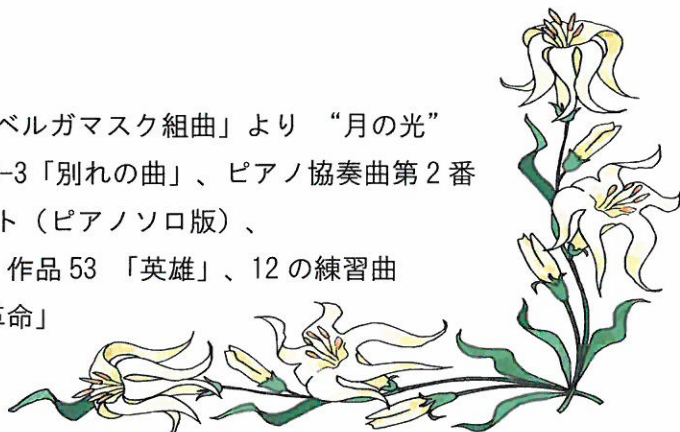 ベルガマスク組曲」より “月の光”
-3「別れの曲」、ピアノ協奏曲第2番
ト（ピアノソロ版）、
作品53 「英雄」、12の練習曲
革命」